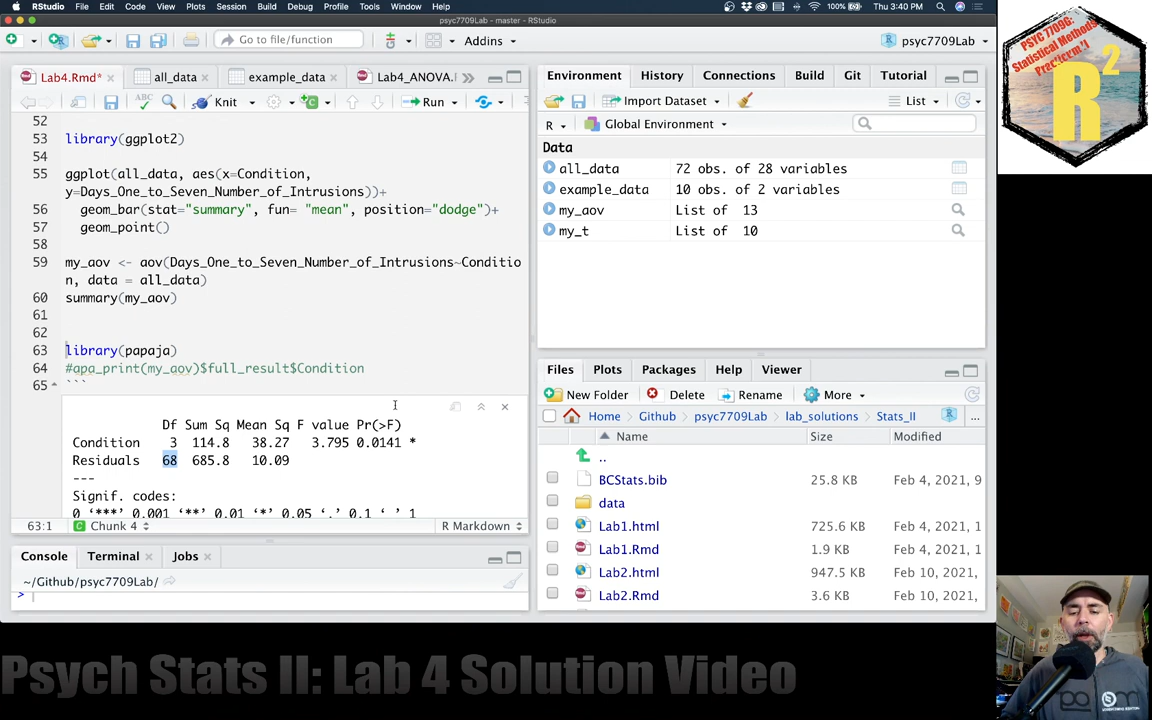 RStudio File Edit Code View Plots Session Build Debug Profile Tools Window Help 100% Thu 3:40 PM
psyc7709Lab - master - RStudio
Go to file/function Addins psyc7709Lab
Lab4.Rmd* all_data example_data Lab4_ANOVA.
Knit Run
52
53 library(ggplot2)
54
55 ggplot(all_data, aes(x=Condition,
y=Days_One_to_Seven_Number_of_Intrusions))+
56 geom_bar(stat="summary", fun= "mean", position="dodge")+
57 geom_point()
58
59 my_aov <- aov(Days_One_to_Seven_Number_of_Intrusions~Conditio
n, data = all_data)
60 summary(my_aov)
61
62
63 library(papaja)
64 #apa_print(my_aov)$full_result$Condition
65 ```
Df Sum Sq Mean Sq F value Pr(>F)
Condition 3 114.8 38.27 3.795 0.0141 *
Residuals 68 685.8 10.09
---
Signif. codes:
0 ‘***’ 0.001 ‘**’ 0.01 ‘*’ 0.05 ‘.’ 0.1 ‘ ’ 1
63:1 Chunk 4 R Markdown
Console Terminal Jobs
~/Github/psyc7709Lab/
>
Environment History Connections Build Git Tutorial
Import Dataset List
R Global Environment
Data
all_data 72 obs. of 28 variables
example_data 10 obs. of 2 variables
my_aov List of 13
my_t List of 10
Files Plots Packages Help Viewer
New Folder Delete Rename More
Home Github psyc7709Lab lab_solutions Stats_II ...
Name Size Modified
..
BCStats.bib 25.8 KB Feb 4, 2021, 9
data
Lab1.html 725.6 KB Feb 4, 2021, 1
Lab1.Rmd 1.9 KB Feb 4, 2021, 1
Lab2.html 947.5 KB Feb 10, 2021,
Lab2.Rmd 3.6 KB Feb 10, 2021,
PSYC 7709G:
Statistical Methods
R2
Psych Stats II: Lab 4 Solution Video